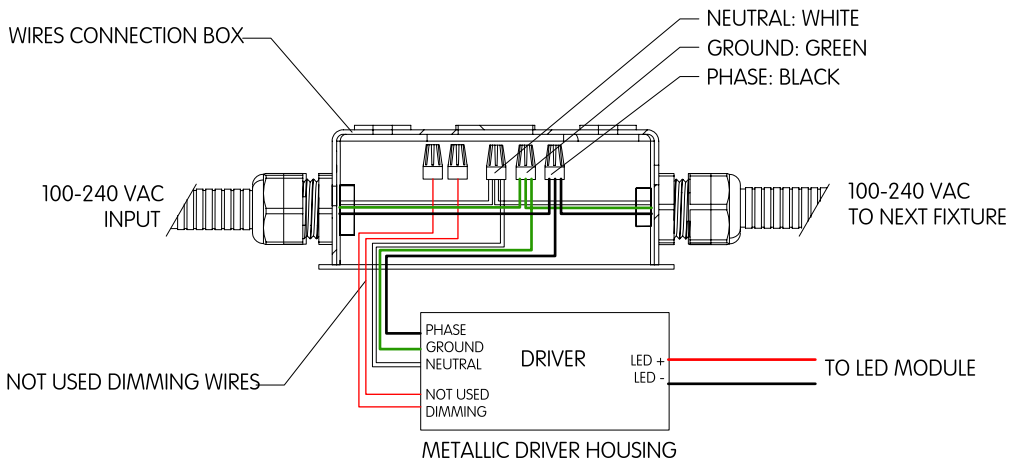 NEUTRAL: WHITE
WIRES CONNECTION BOX
GROUND: GREEN
PHASE: BLACK
100-240 VAC
INPUT
100-240 VAC
TO NEXT FIXTURE
PHASE
GROUND
NEUTRAL
DRIVER
LED +
LED -
TO LED MODULE
NOT USED DIMMING WIRES
NOT USED
DIMMING
METALLIC DRIVER HOUSING